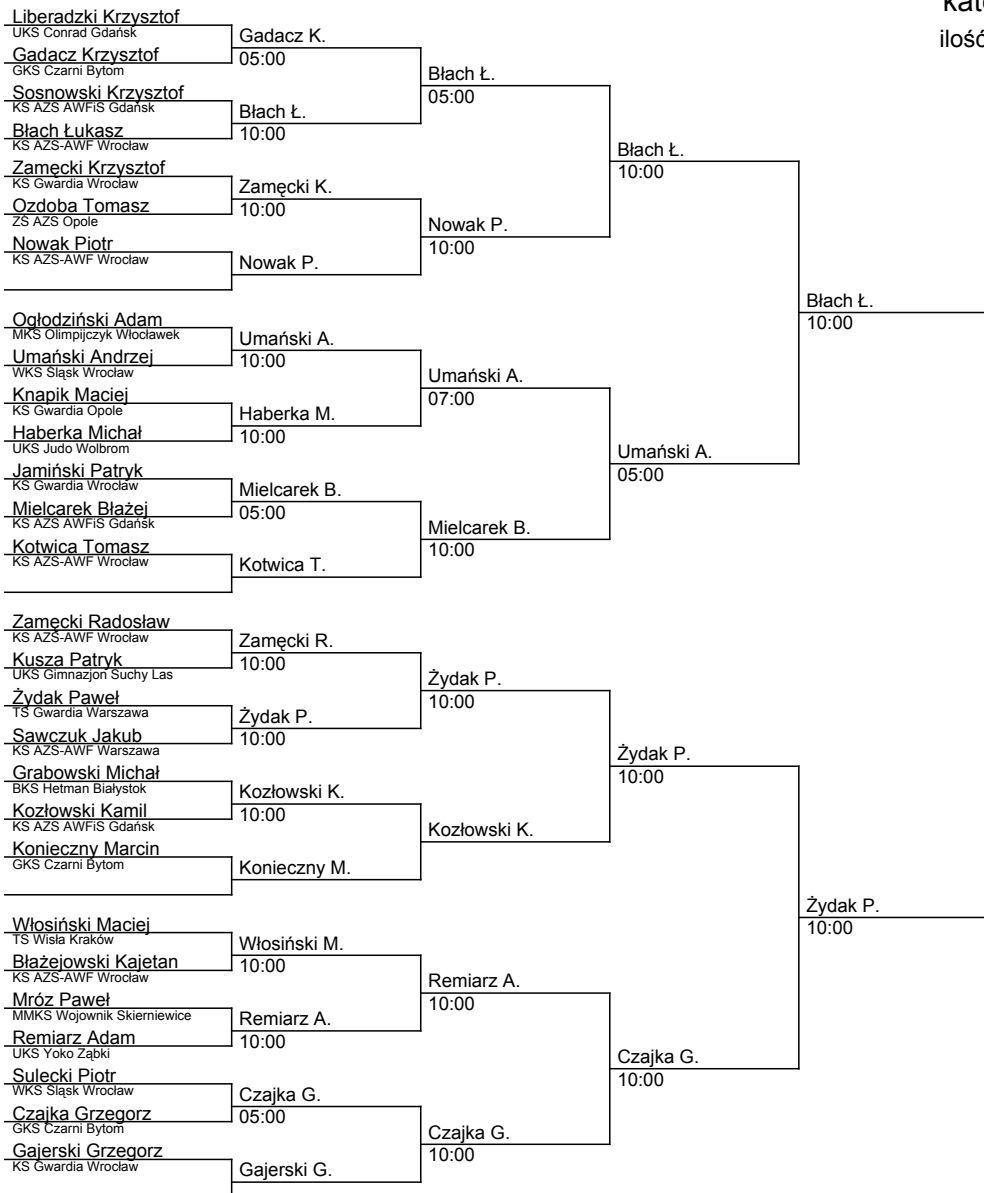 Liberadzki Krzysztof
UKS Conrad Gdańsk
Gadacz Krzysztof
GKS Czarni Bytom
Sosnowski Krzysztof
KS AZS AWFiS Gdańsk
Błach Łukasz
KS AZS-AWF Wrocław
Zamęcki Krzysztof
KS Gwardia Wrocław
Ozdoba Tomasz
ZS AZS Opole
Nowak Piotr
KS AZS-AWF Wrocław
Ogłodziński Adam
MKS Olimpijczyk Włocławek
Umański Andrzej
WKS Śląsk Wrocław
Knapik Maciej
KS Gwardia Opole
Haberka Michał
UKS Judo Wolbrom
Jamiński Patryk
KS Gwardia Wrocław
Mielcarek Błażej
KS AZS AWFiS Gdańsk
Kotwica Tomasz
KS AZS-AWF Wrocław
Zamęcki Radosław
KS AZS-AWF Wrocław
Kusza Patryk
UKS Gimnazjon Suchy Las
Żydak Paweł
TS Gwardia Warszawa
Sawczuk Jakub
KS AZS-AWF Warszawa
Grabowski Michał
BKS Hetman Białystok
Kozłowski Kamil
KS AZS AWFiS Gdańsk
Konieczny Marcin
GKS Czarni Bytom
Włosiński Maciej
TS Wisła Kraków
Błażejowski Kajetan
KS AZS-AWF Wrocław
Mróz Paweł
MMKS Wojownik Skierniewice
Remiarz Adam
UKS Yoko Ząbki
Sulecki Piotr
WKS Śląsk Wrocław
Czajka Grzegorz
GKS Czarni Bytom
Gajerski Grzegorz
KS Gwardia Wrocław
Gadacz K.
05:00
Błach Ł.
10:00
Zamęcki K.
10:00
Nowak P.
Umański A.
10:00
Haberka M.
10:00
Mielcarek B.
05:00
Kotwica T.
Zamęcki R.
10:00
Żydak P.
10:00
Kozłowski K.
10:00
Konieczny M.
Włosiński M.
10:00
Remiarz A.
10:00
Czajka G.
05:00
Gajerski G.
Błach Ł.
05:00
Nowak P.
10:00
Umański A.
07:00
Mielcarek B.
10:00
Żydak P.
10:00
Kozłowski K.
Remiarz A.
10:00
Czajka G.
10:00
Błach Ł.
10:00
Umański A.
05:00
Żydak P.
10:00
Czajka G.
10:00
Błach Ł.
10:00
Żydak P.
10:00
ilość